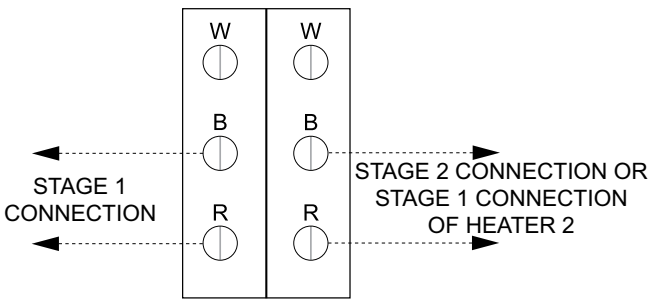 W W
B B
STAGE 1
CONNECTION
STAGE 2 CONNECTION OR
STAGE 1 CONNECTION
OF HEATER 2
R R